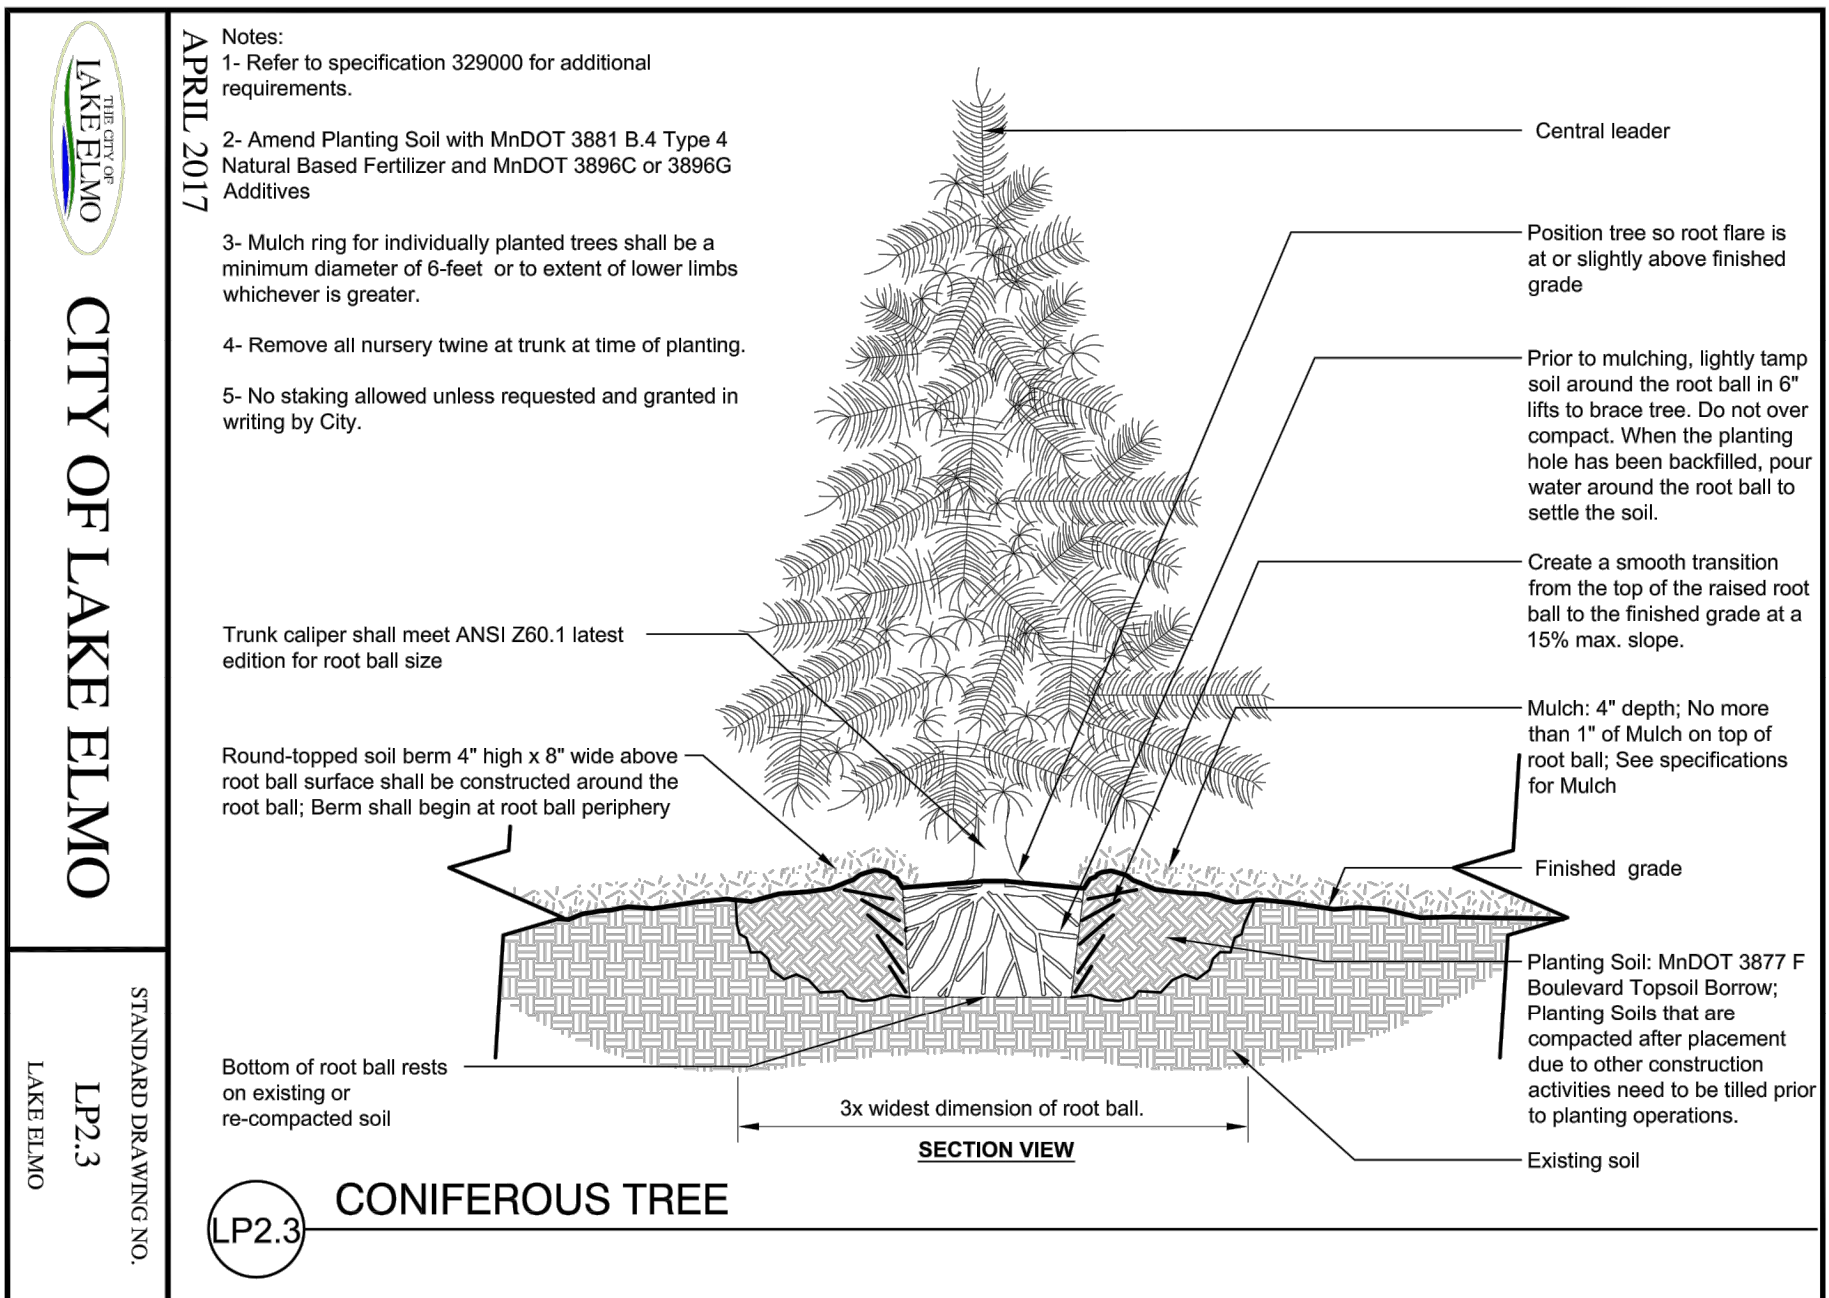 THE CITY OF
LAKE ELMO
CITY OF LAKE ELMO
STANDARD DRAWING NO.
LP2.3
LAKE ELMO
APRIL 2017
Notes:
1- Refer to specification 329000 for additional
requirements.
2- Amend Planting Soil with MnDOT 3881 B.4 Type 4
Natural Based Fertilizer and MnDOT 3896C or 3896G
Additives
3- Mulch ring for individually planted trees shall be a
minimum diameter of 6-feet or to extent of lower limbs
whichever is greater.
4- Remove all nursery twine at trunk at time of planting.
5- No staking allowed unless requested and granted in
writing by City.
Trunk caliper shall meet ANSI Z60.1 latest
edition for root ball size
Round-topped soil berm 4" high x 8" wide above
root ball surface shall be constructed around the
root ball; Berm shall begin at root ball periphery
Bottom of root ball rests
on existing or
re-compacted soil
Central leader
Position tree so root flare is
at or slightly above finished
grade
Prior to mulching, lightly tamp
soil around the root ball in 6"
lifts to brace tree. Do not over
compact. When the planting
hole has been backfilled, pour
water around the root ball to
settle the soil.
Create a smooth transition
from the top of the raised root
ball to the finished grade at a
15% max. slope.
Mulch: 4" depth; No more
than 1" of Mulch on top of
root ball; See specifications
for Mulch
Finished grade
Planting Soil: MnDOT 3877 F
Boulevard Topsoil Borrow;
Planting Soils that are
compacted after placement
due to other construction
activities need to be tilled prior
to planting operations.
Existing soil
3x widest dimension of root ball.
SECTION VIEW
LP2.3
CONIFEROUS TREE